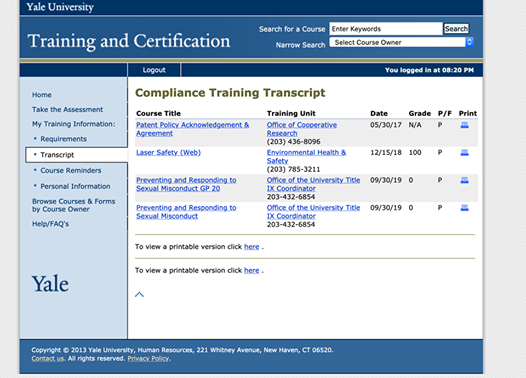 Yale University
Training and Certification
Search for a Course Enter Keywords Search
Narrow Search Select Course Owner
Logout You logged in at 08:20 PM
Home
Take the Assessment
My Training Information:
Requirements
Transcript
Course Reminders
Personal Information
Browse Courses & Forms
by Course Owner
Help/FAQ's
Yale
Compliance Training Transcript
Course Title Training Unit Date Grade P/F Print
Patent Policy Acknowledgement & Office of Cooperative 05/30/17 N/A P
Agreement Research
(203) 436-8096
Laser Safety (Web) Environmental Health & 12/15/18 100 P
Safety
(203) 785-3211
Preventing and Responding to Office of the University Title 09/30/19 0 P
Sexual Misconduct GP 20 IX Coordinator
203-432-6854
Preventing and Responding to Office of the University Title 09/30/19 0 P
Sexual Misconduct IX Coordinator
203-432-6854
To view a printable version click here .
To view a printable version click here .
Copyright © 2013 Yale University, Human Resources, 221 Whitney Avenue, New Haven, CT 06520.
Contact us. All rights reserved. Privacy Policy.